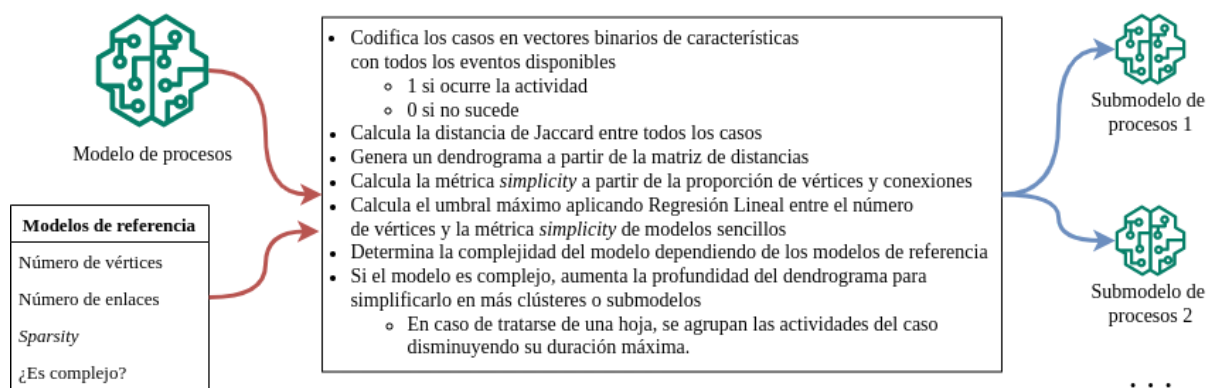 Modelo de procesos
Modelos de referencia
Número de vértices
Número de enlaces
Sparsity
¿Es complejo?
• Codifica los casos en vectores binarios de características
con todos los eventos disponibles
○ 1 si ocurre la actividad
○ 0 si no sucede
• Calcula la distancia de Jaccard entre todos los casos
• Genera un dendrograma a partir de la matriz de distancias
• Calcula la métrica simplicity a partir de la proporción de vértices y conexiones
• Calcula el umbral máximo aplicando Regresión Lineal entre el número
de vértices y la métrica simplicity de modelos sencillos
• Determina la complejidad del modelo dependiendo de los modelos de referencia
• Si el modelo es complejo, aumenta la profundidad del dendrograma para
simplificarlo en más clústeres o submodelos
○ En caso de tratarse de una hoja, se agrupan las actividades del caso
disminuyendo su duración máxima.
Submodelo de
procesos 1
Submodelo de
procesos 2
. . .